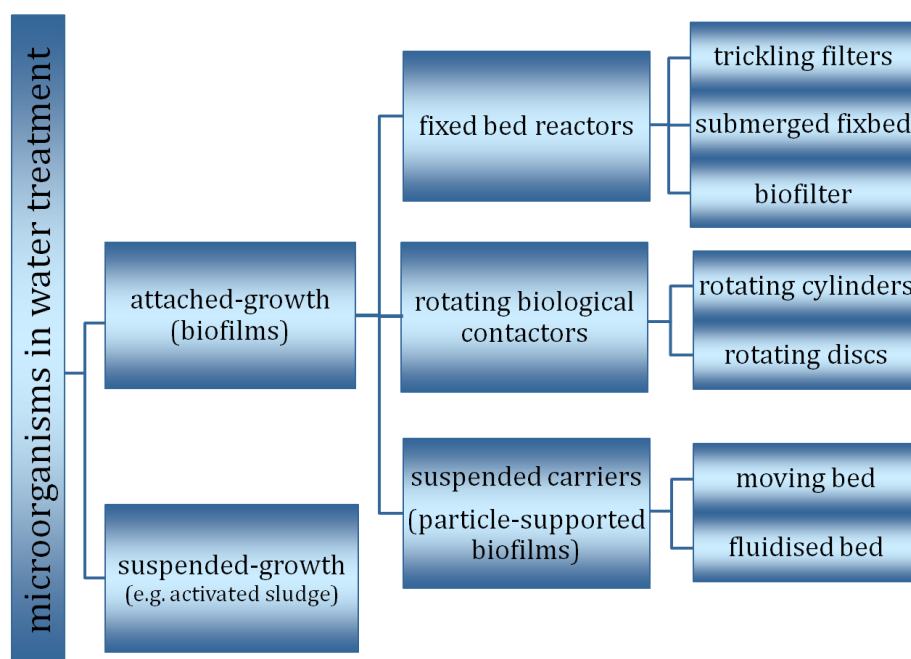 microorganisms in water treatment
attached-growth
(biofilms)
suspended-growth
(e.g. activated sludge)
fixed bed reactors
rotating biological
contactors
suspended carriers
(particle-supported
biofilms)
trickling filters
submerged fixbed
biofilter
rotating cylinders
rotating discs
moving bed
fluidised bed